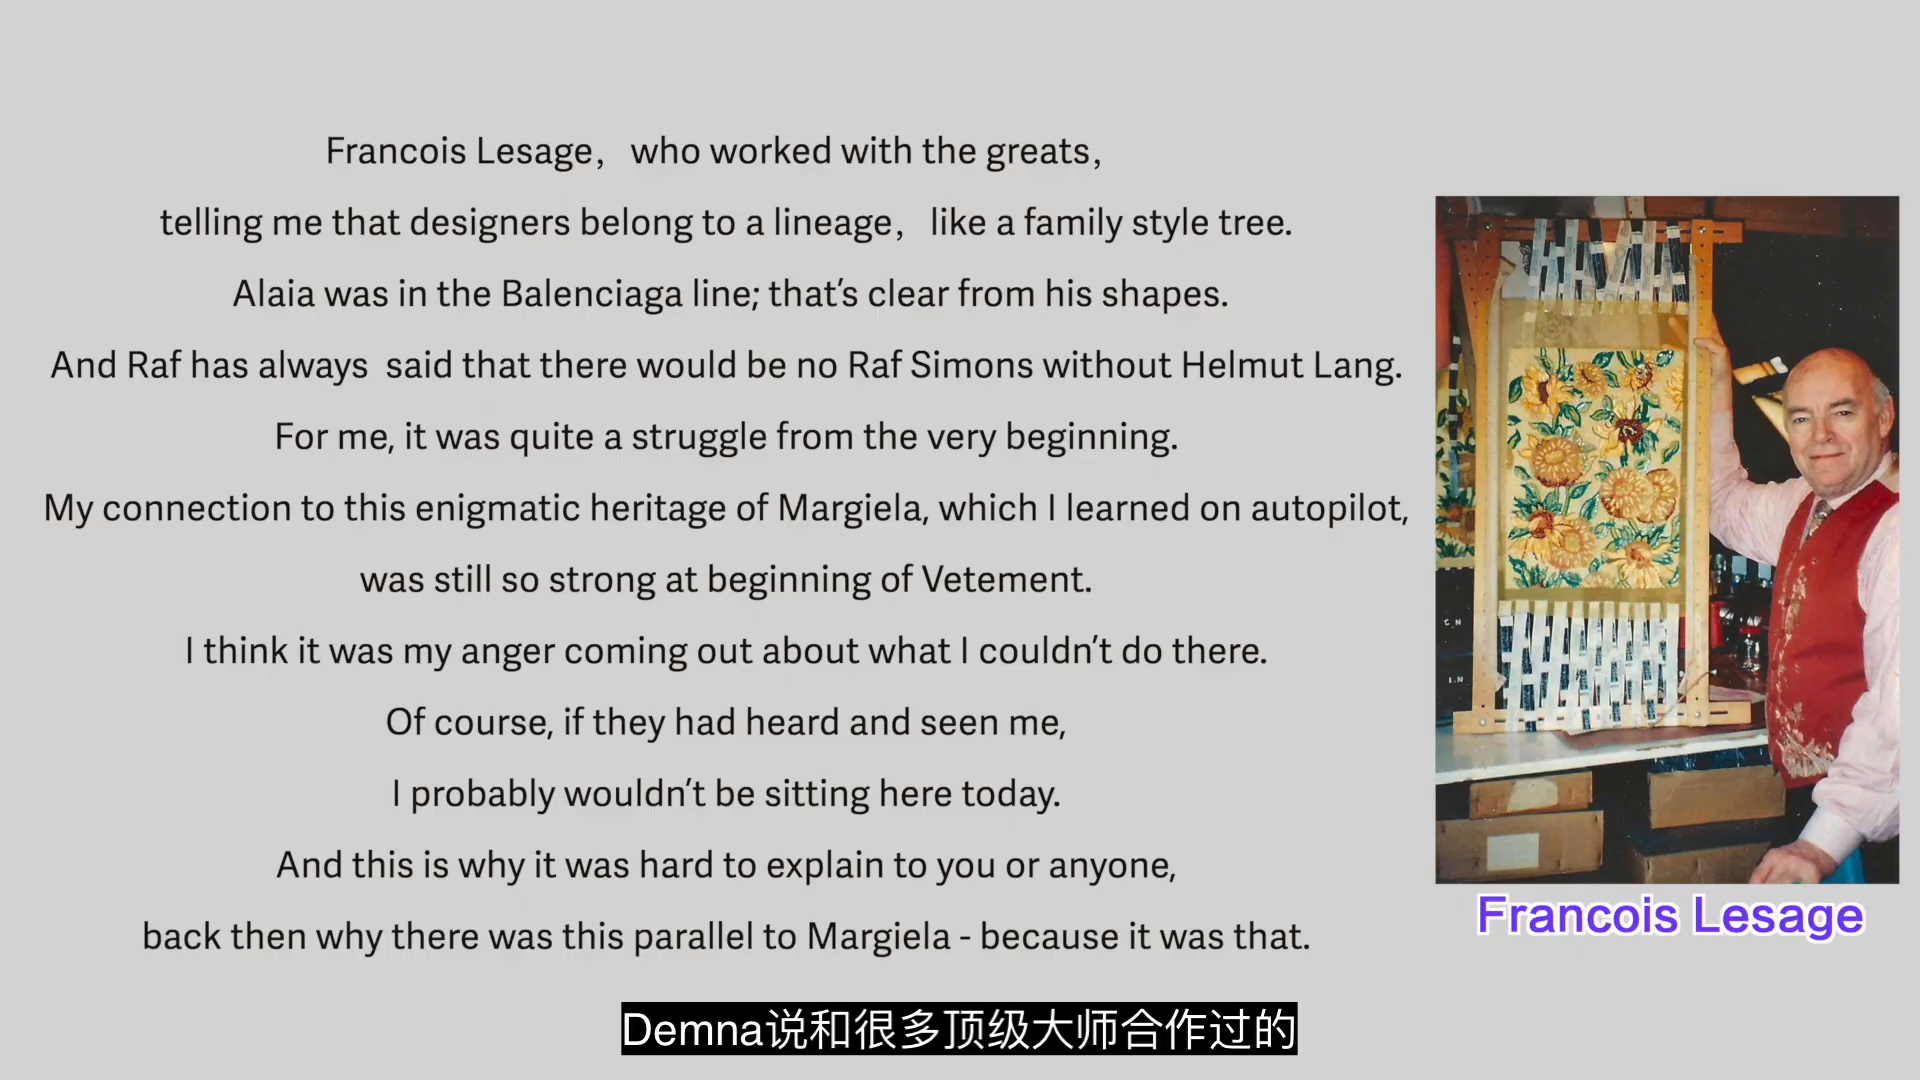 Francois Lesage， who worked with the greats，
telling me that designers belong to a lineage， like a family style tree.
Alaia was in the Balenciaga line; that’s clear from his shapes.
And Raf has always  said that there would be no Raf Simons without Helmut Lang.
For me, it was quite a struggle from the very beginning.
My connection to this enigmatic heritage of Margiela, which I learned on autopilot,
was still so strong at beginning of Vetement.
I think it was my anger coming out about what I couldn’t do there.
Of course, if they had heard and seen me,
I probably wouldn’t be sitting here today.
And this is why it was hard to explain to you or anyone,
back then why there was this parallel to Margiela - because it was that.
C.N
I.N
Francois Lesage
Demna说和很多顶级大师合作过的